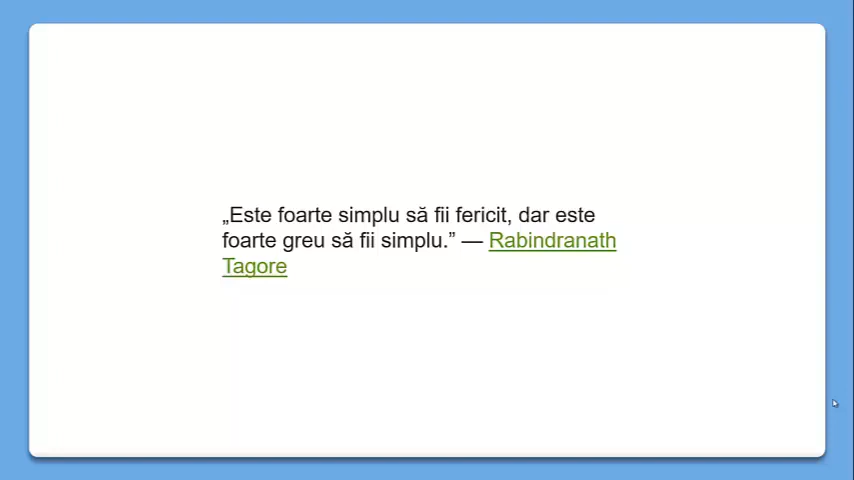 „Este foarte simplu să fii fericit, dar este
foarte greu să fii simplu.” — Rabindranath
Tagore